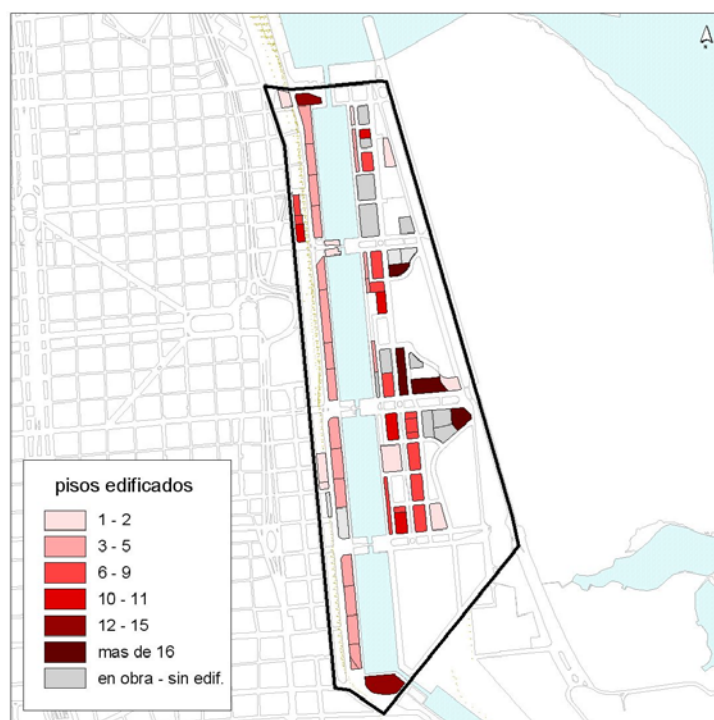 pisos edificados
1 - 2
3 - 5
6 - 9
10 - 11
12 - 15
mas de 16
en obra - sin edif.